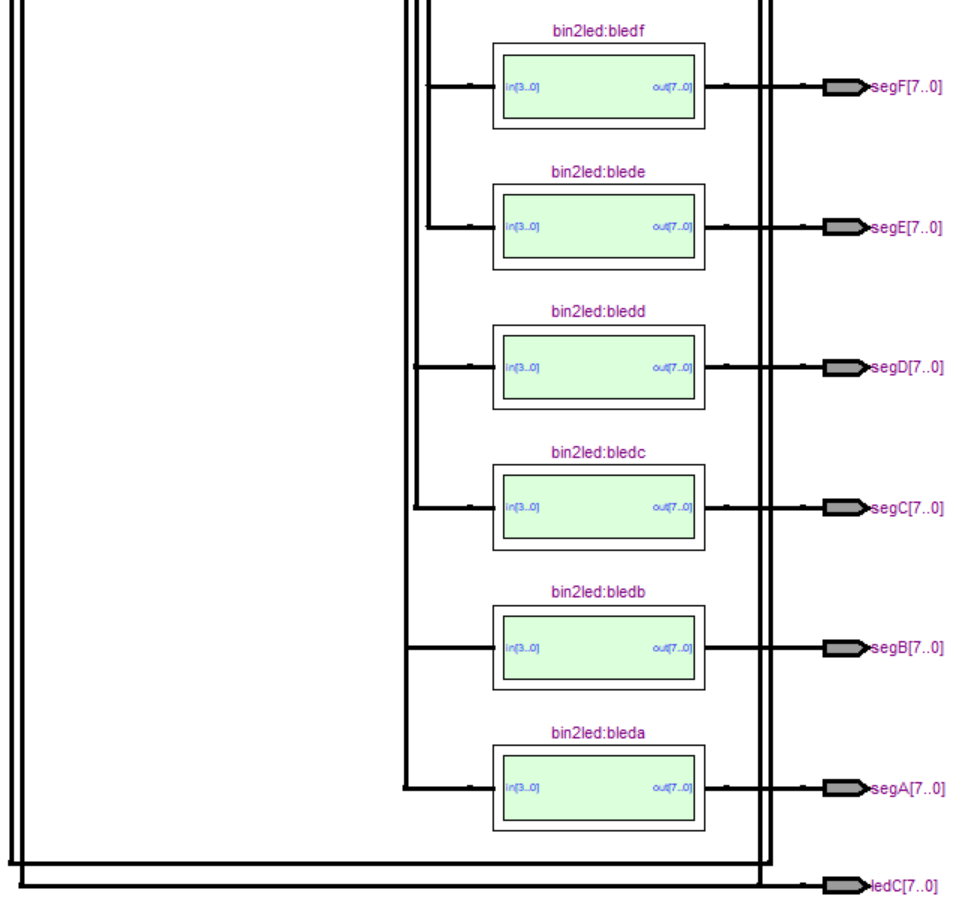 bin2led:bledf
in[3..0] out[7..0] segF[7..0]
bin2led:blede
in[3..0] out[7..0] segE[7..0]
bin2led:bledd
in[3..0] out[7..0] segD[7..0]
bin2led:bledc
in[3..0] out[7..0] segC[7..0]
bin2led:bledb
in[3..0] out[7..0] segB[7..0]
bin2led:bleda
in[3..0] out[7..0] segA[7..0]
ledC[7..0]